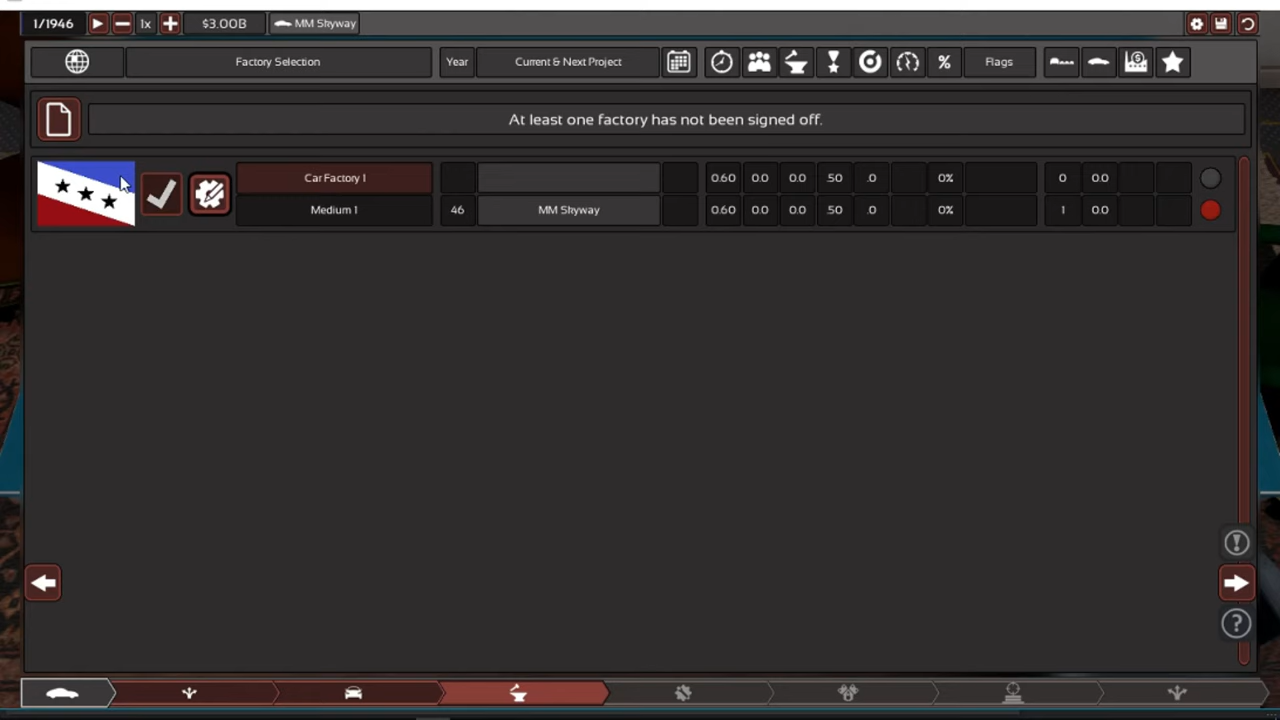 1/1946 1x $3.00B MM Skyway
Factory Selection Year Current & Next Project % Flags
At least one factory has not been signed off.
Car Factory 1 0.60 0.0 0.0 50 .0 0% 0 0.0
Medium 1 46 MM Skyway 0.60 0.0 0.0 50 .0 0% 1 0.0